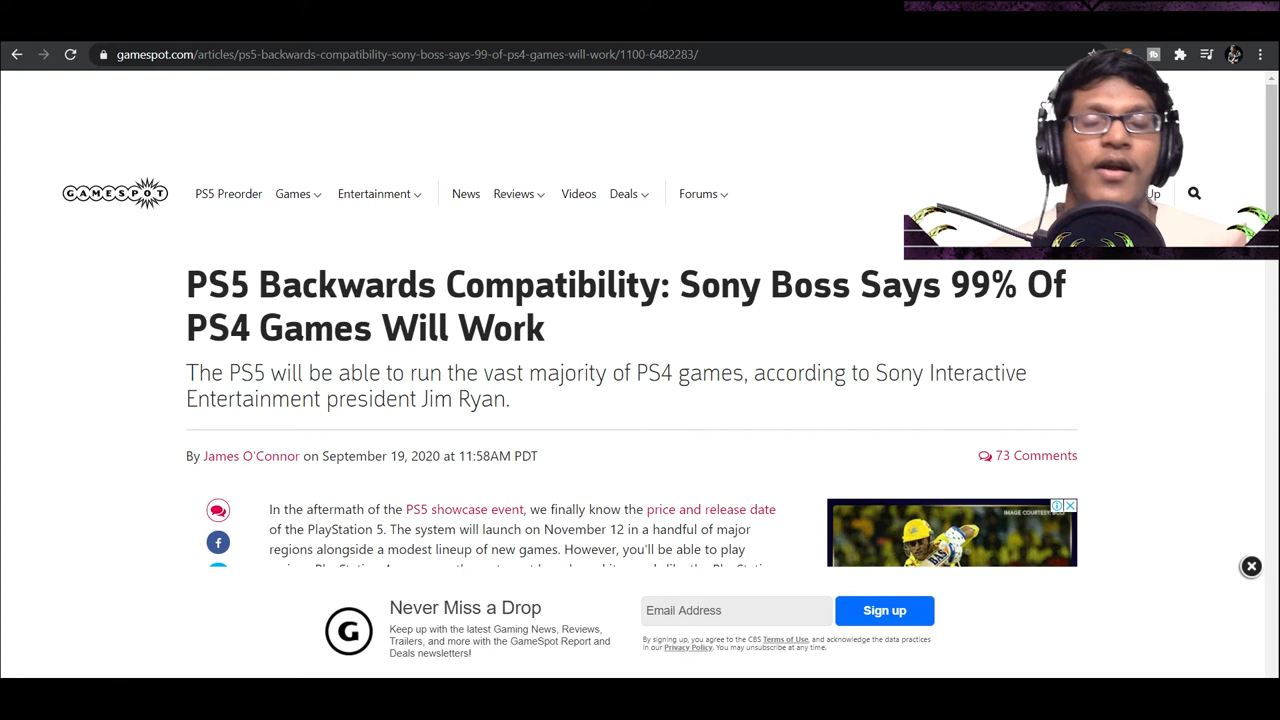 gamespot.com/articles/ps5-backwards-compatibility-sony-boss-says-99-of-ps4-games-will-work/1100-6482283/
GAMESPOT PS5 Preorder Games Entertainment News Reviews Videos Deals Forums Up
PS5 Backwards Compatibility: Sony Boss Says 99% Of
PS4 Games Will Work
The PS5 will be able to run the vast majority of PS4 games, according to Sony Interactive
Entertainment president Jim Ryan.
By James O'Connor on September 19, 2020 at 11:58AM PDT
73 Comments
In the aftermath of the PS5 showcase event, we finally know the price and release date
of the PlayStation 5. The system will launch on November 12 in a handful of major
regions alongside a modest lineup of new games. However, you'll be able to play
IMAGE COURTESY: BCCI
BAS
Never Miss a Drop
Keep up with the latest Gaming News, Reviews,
Trailers, and more with the GameSpot Report and
Deals newsletters!
Email Address
Sign up
By signing up, you agree to the CBS Terms of Use, and acknowledge the data practices
in our Privacy Policy. You may unsubscribe at any time.